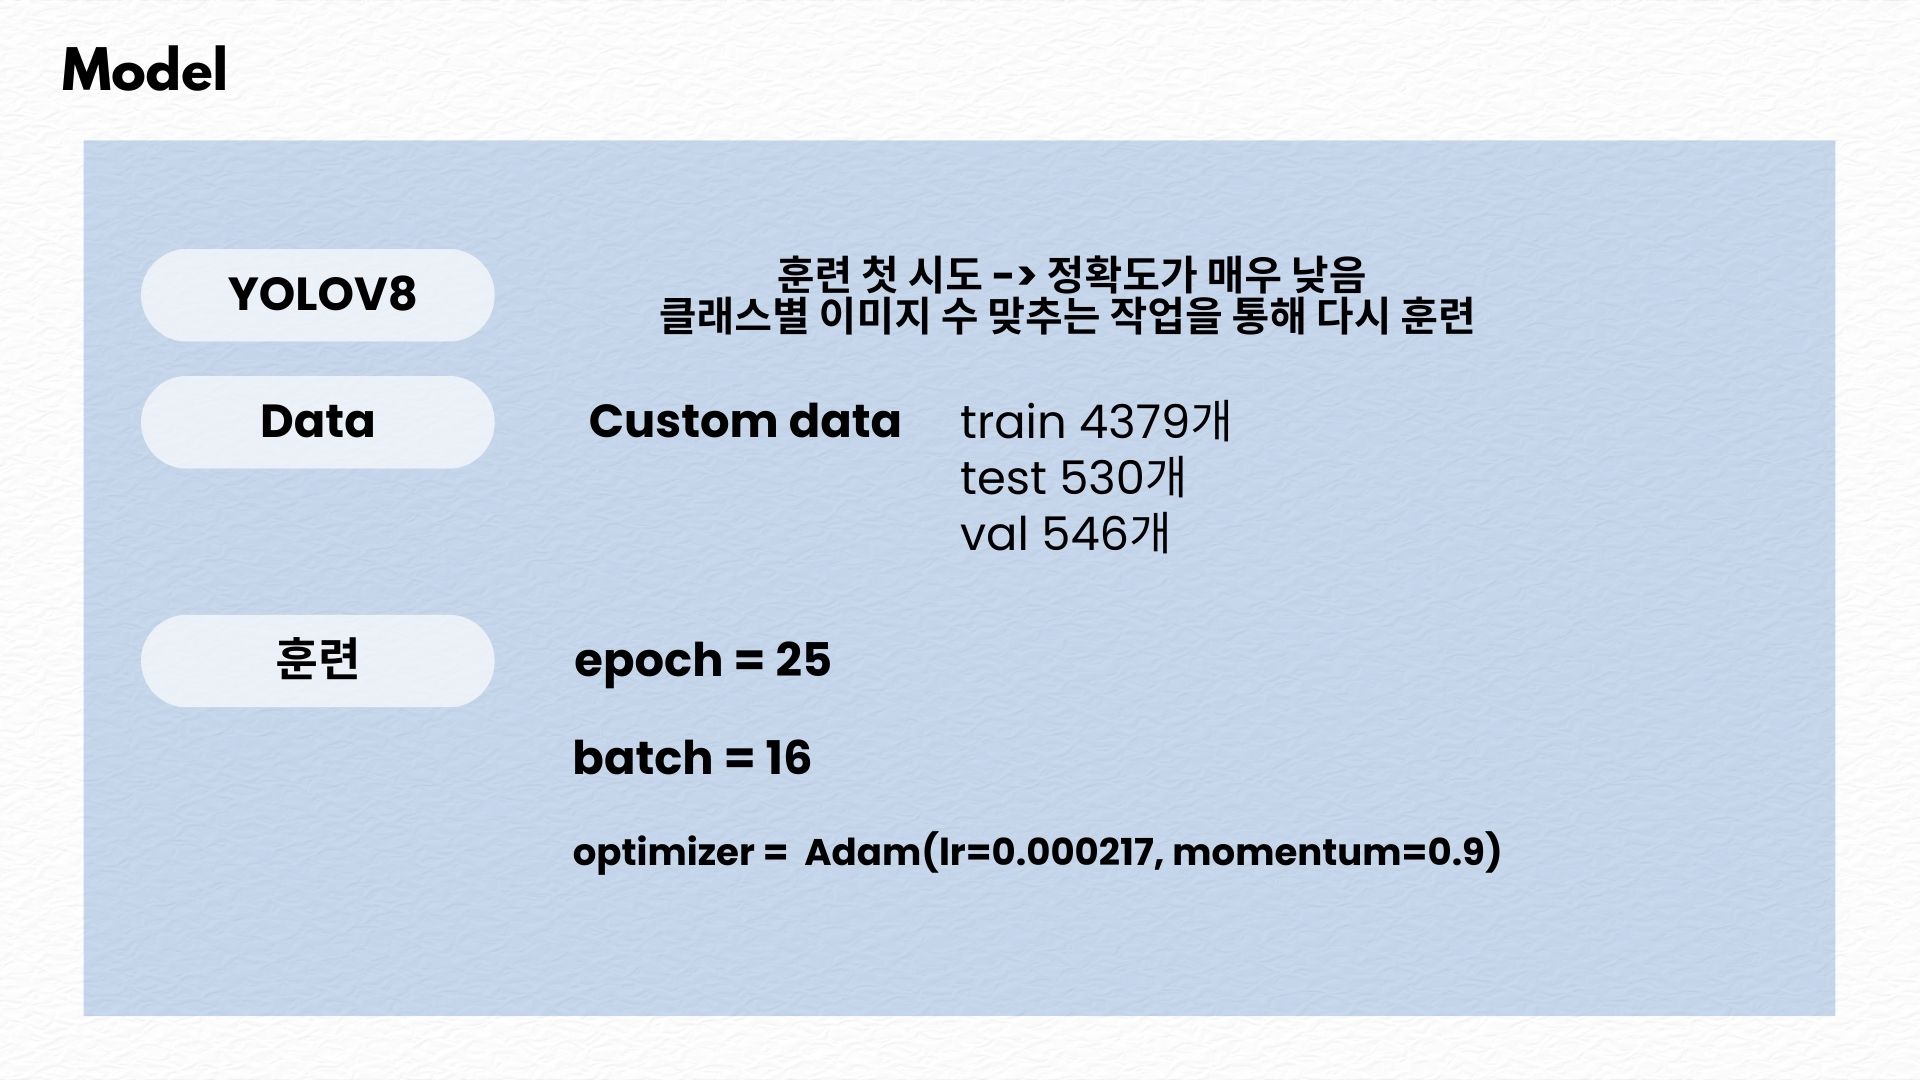 Model
YOLOV8
훈련 첫 시도 -> 정확도가 매우 낮음
클래스별 이미지 수 맞추는 작업을 통해 다시 훈련
Data
Custom data
train 4379개
test 530개
val 546개
훈련
epoch = 25
batch = 16
optimizer =  Adam(lr=0.000217, momentum=0.9)